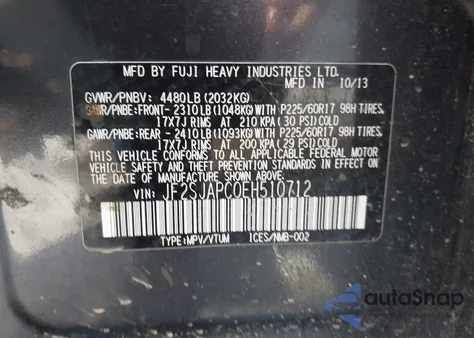 MFD BY FUJI HEAVY INDUSTRIES LTD.
MFD IN 10/13
GVWR/PNBV: 4480LB (2032KG)
GAWR/PNBE:FRONT-2310LB(1048KG)WITH P225/60R17 98H TIRES,
17X7J RIMS AT 210 KPA (30 PSI)COLD
GAWR/PNBE:REAR -2410LB(1093KG)WITH P225/60R17 98H TIRES,
17X7J RIMS AT 200 KPA (29 PSI)COLD
THIS VEHICLE CONFORMS TO ALL APPLICABLE FEDERAL MOTOR
VEHICLE SAFETY AND BUMPER STANDARDS IN EFFECT ON THE
DATE OF MANUFACTURE SHOWN ABOVE.
VIN: JF2SJAPC0EH510712
TYPE:MPV/VTUM ICES/NMB-002
autoSnap